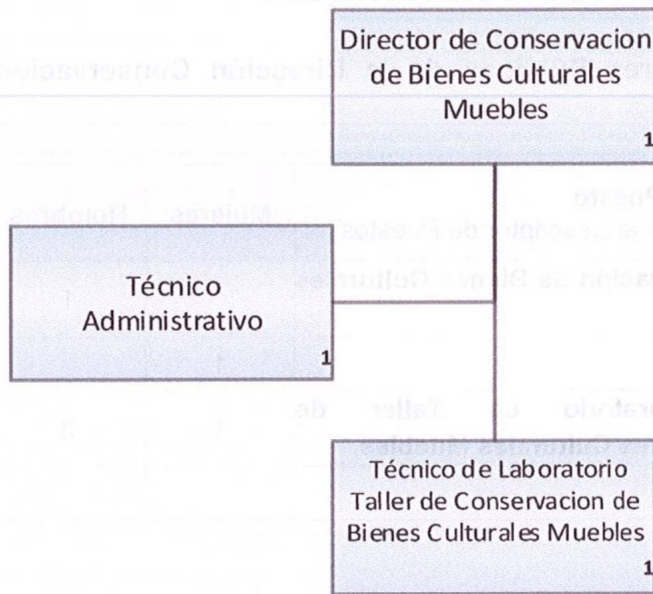 Director de Conservacion
de Bienes Culturales
Muebles
1
Técnico
Administrativo
1
Técnico de Laboratorio
Taller de Conservacion de
Bienes Culturales Muebles
1